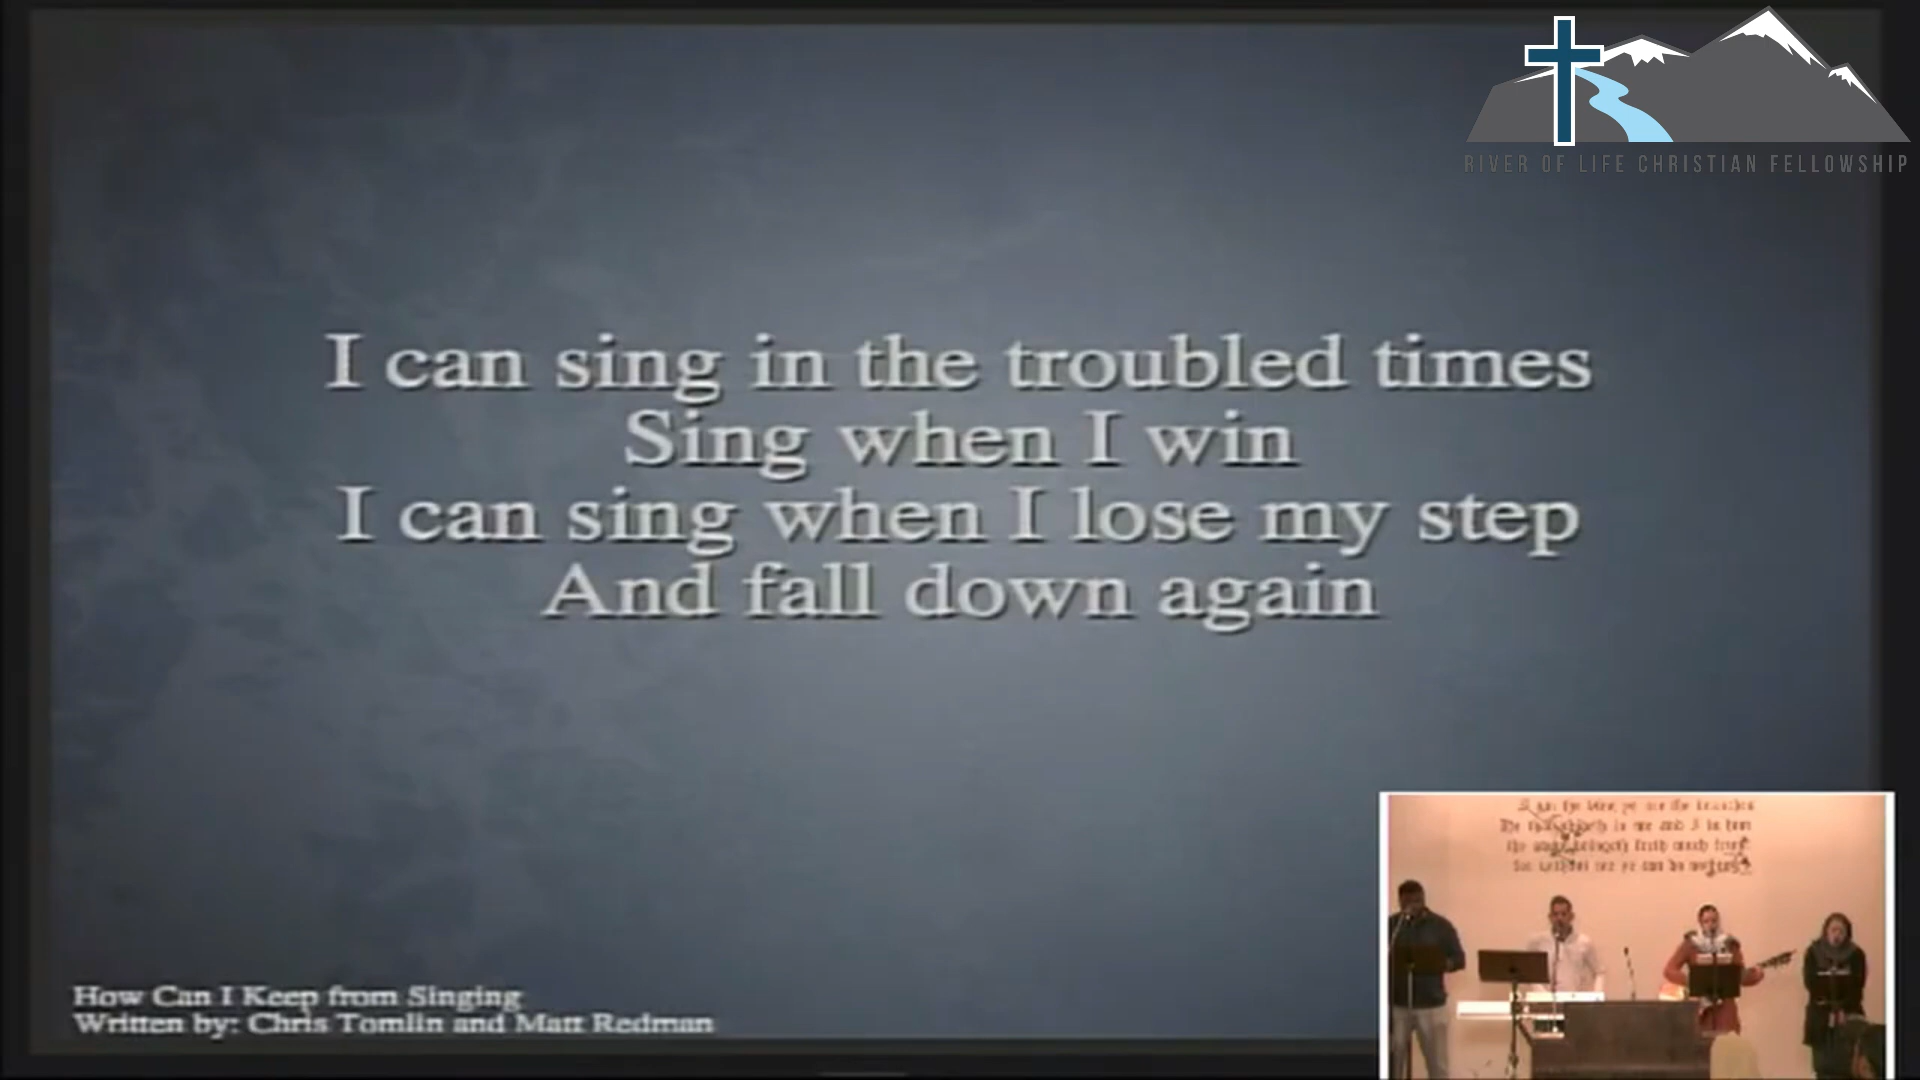 RIVER OF LIFE CHRISTIAN FELLOWSHIP
I can sing in the troubled times
Sing when I win
I can sing when I lose my step
And fall down again
How Can I Keep from Singing
Written by: Chris Tomlin and Matt Redman